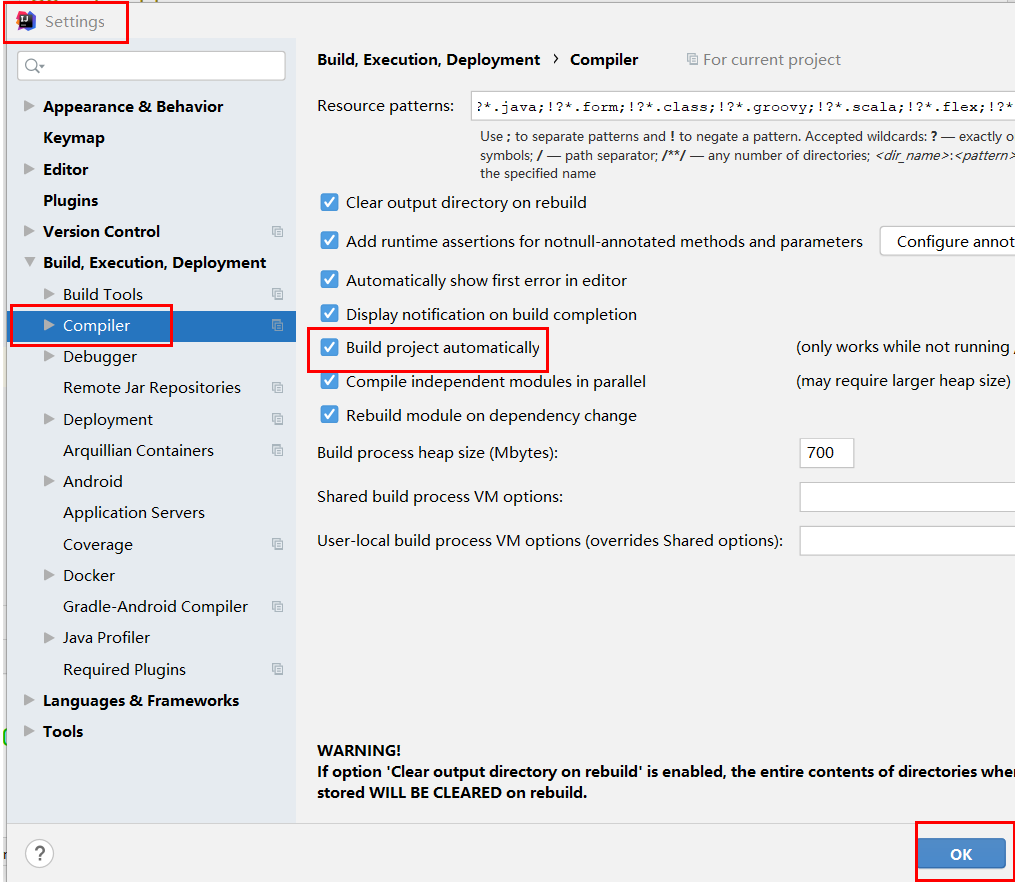 Settings
Build, Execution, Deployment › Compiler
For current project
Appearance & Behavior
Keymap
Editor
Plugins
Version Control
Build, Execution, Deployment
Build Tools
Compiler
Debugger
Remote Jar Repositories
Deployment
Arquillian Containers
Android
Application Servers
Coverage
Docker
Gradle-Android Compiler
Java Profiler
Required Plugins
Languages & Frameworks
Tools
Resource patterns: ?*.java;!?*.form;!?*.class;!?*.groovy;!?*.scala;!?*.flex;!?*
Use ; to separate patterns and ! to negate a pattern. Accepted wildcards: ? — exactly o
symbols; / — path separator; /**/ — any number of directories; <dir_name>:<pattern>
the specified name
Clear output directory on rebuild
Add runtime assertions for notnull-annotated methods and parameters Configure annot
Automatically show first error in editor
Display notification on build completion
Build project automatically (only works while not running
Compile independent modules in parallel (may require larger heap size)
Rebuild module on dependency change
Build process heap size (Mbytes): 700
Shared build process VM options:
User-local build process VM options (overrides Shared options):
WARNING!
If option 'Clear output directory on rebuild' is enabled, the entire contents of directories whe
stored WILL BE CLEARED on rebuild.
?
OK